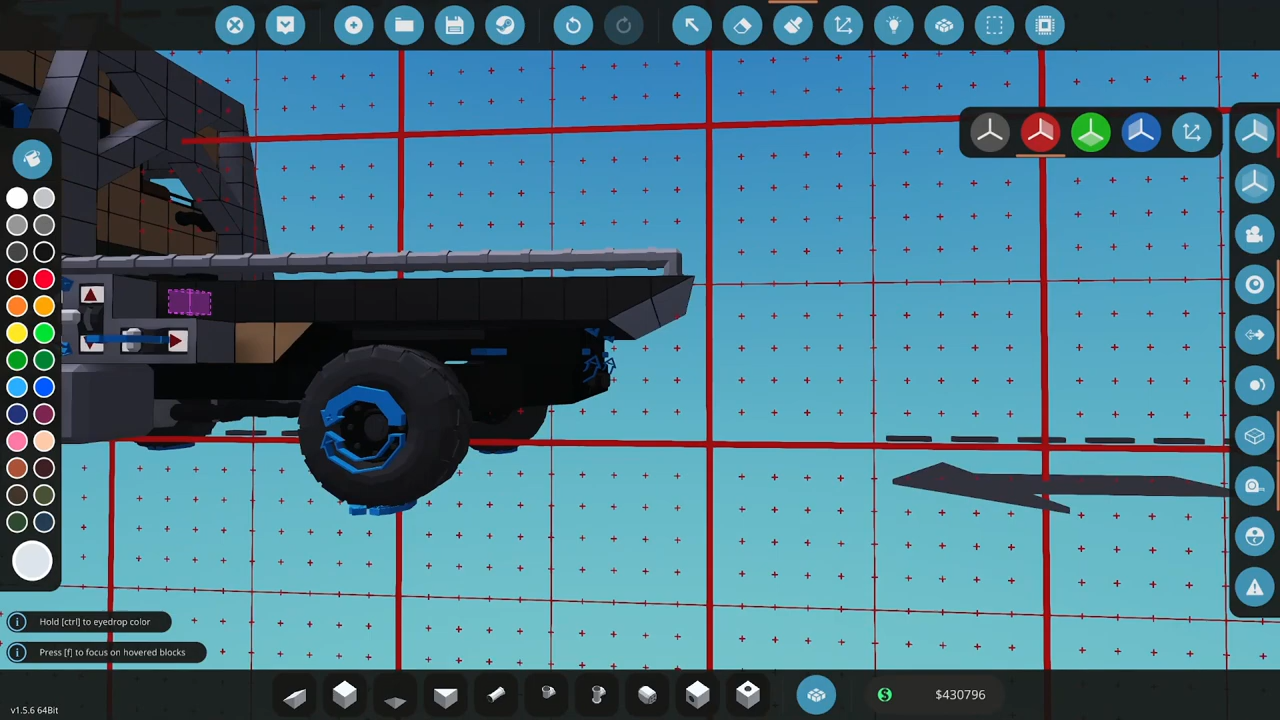 Hold [ctrl] to eyedrop color
Press [f] to focus on hovered blocks
$ $430796
v1.5.6 64Bit